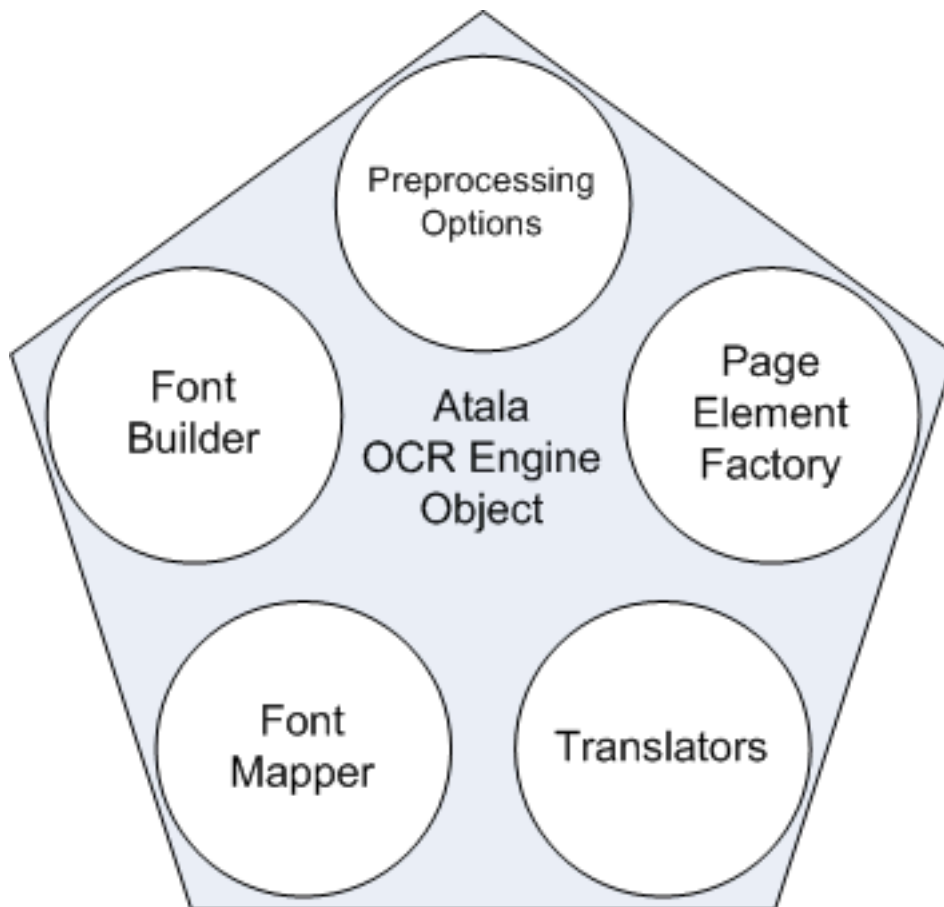 Preprocessing
Options
Font
Builder
Atala
OCR Engine
Object
Page
Element
Factory
Font
Mapper
Translators